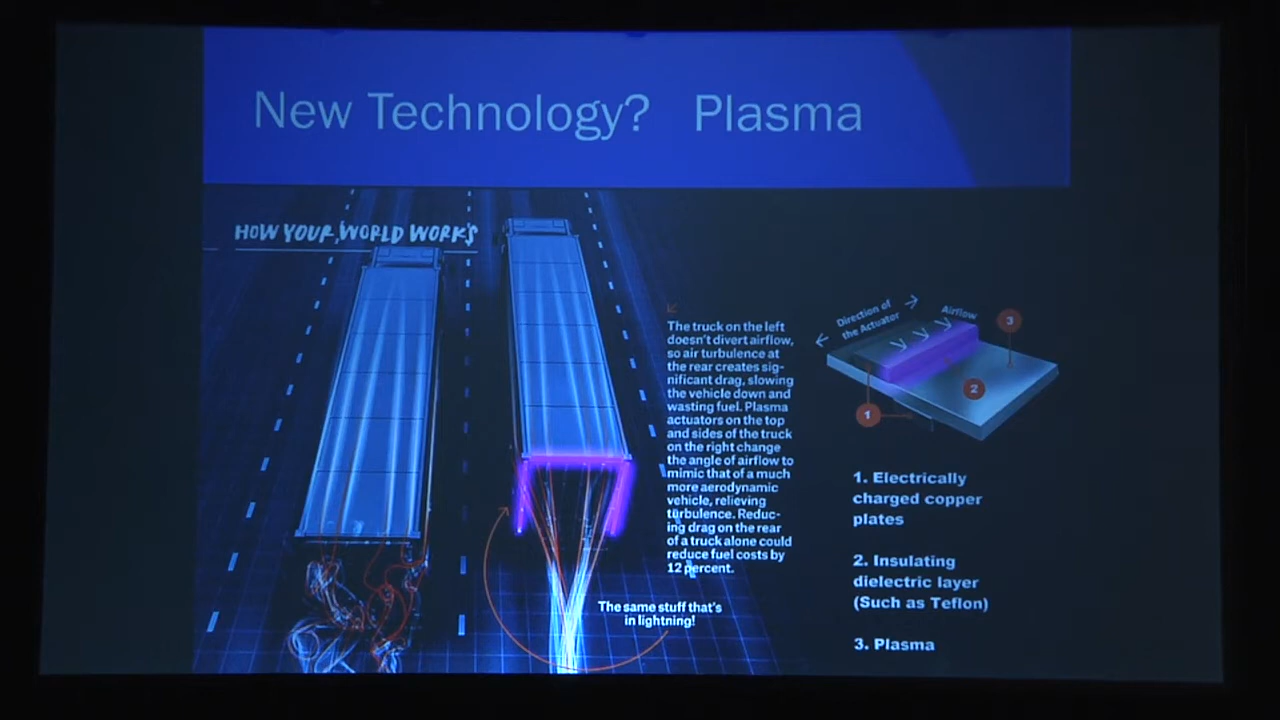 New Technology? Plasma
HOW YOUR WORLD WORKS
The truck on the left
doesn't divert airflow,
so air turbulence at
the rear creates sig-
nificant drag, slowing
the vehicle down and
wasting fuel. Plasma
actuators on the top
and sides of the truck
on the right change
the angle of airflow to
mimic that of a much
more aerodynamic
vehicle, relieving
turbulence. Reduc-
ing drag on the rear
of a truck alone could
reduce fuel costs by
12 percent.
The same stuff that's
in lightning!
Direction of
the Actuator
Airflow
3
2
1
1. Electrically
charged copper
plates
2. Insulating
dielectric layer
(Such as Teflon)
3. Plasma